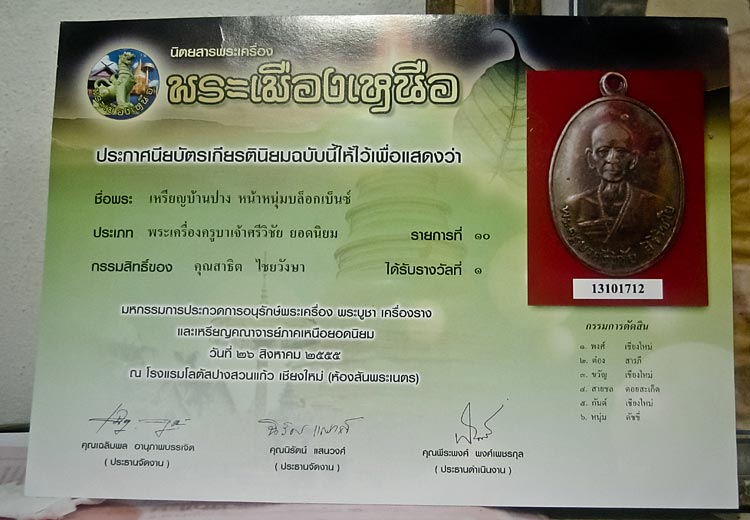 นิตยสารพระเครื่อง
พระเมืองเหนือ
ประกาศนียบัตรเกียรตินิยมฉบับนี้ให้ไว้เพื่อแสดงว่า
ชื่อพระ เหรียญบ้านปาง หน้าหนุ่มบล็อกเบ็นซ์
ประเภท พระเครื่องครูบาเจ้าศรีวิชัย ยอดนิยม รายการที่ ๑๐
กรรมสิทธิ์ของ คุณสาธิต ไชยวังษา ได้รับรางวัลที่ ๑
มหกรรมการประกวดการอนุรักษ์พระเครื่อง พระบูชา เครื่องราง
และเหรียญคณาจารย์ภาคเหนือยอดนิยม
วันที่ ๒๖ สิงหาคม ๒๕๕๕
ณ โรงแรมโลตัสปางสวนแก้ว เชียงใหม่ (ห้องสันพระเนตร)
13101712
กรรมการตัดสิน
๑. พงศ์ เชียงใหม่
๒. ต๋อง สารภี
๓. ขวัญ เชียงใหม่
๔. สายชล ดอยสะเก็ด
๕. กันต์ เชียงใหม่
๖. หนุ่ม ดัชชี่
คุณเฉลิมพล อานุภาพบรรเจิด
(ประธานจัดงาน)
คุณนิรัตน์ แสนวงศ์
(ประธานจัดงาน)
คุณพีระพงศ์ พงศ์เพชรกุล
(ประธานดำเนินงาน)